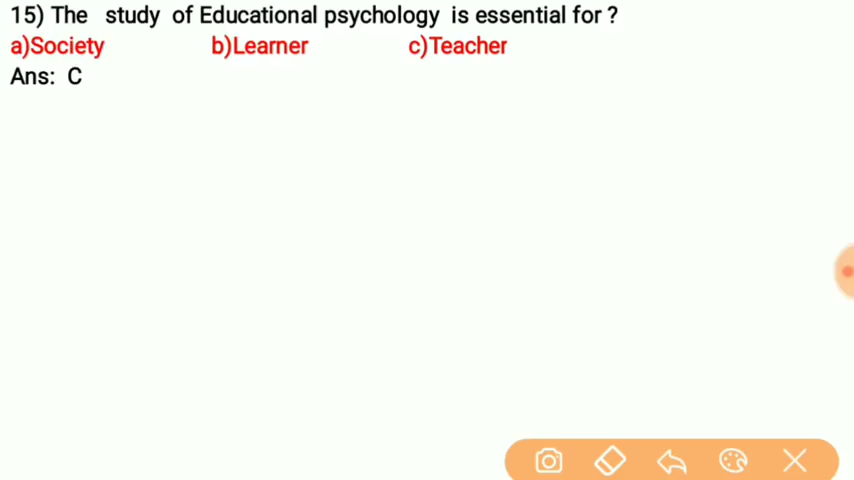 15) The study of Educational psychology is essential for ?
a)Society b)Learner c)Teacher
Ans: C